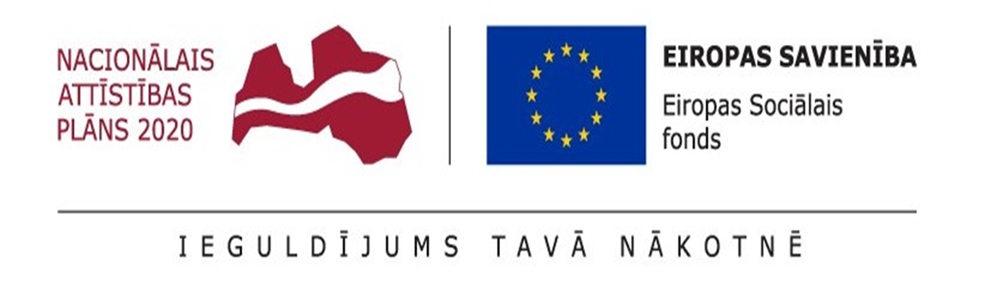 NACIONĀLAIS
ATTĪSTĪBAS
PLĀNS 2020
EIROPAS SAVIENĪBA
Eiropas Sociālais
fonds
IEGULDĪJUMS TAVĀ NĀKOTNĒ